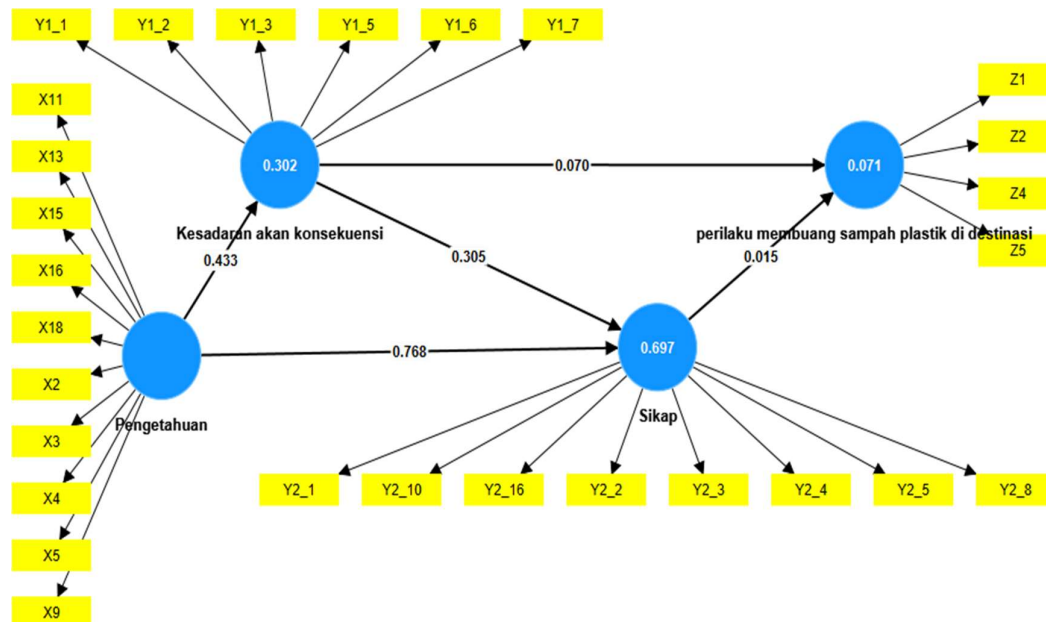 Y1_1
Y1_2
Y1_3
Y1_5
Y1_6
Y1_7
X11
X13
X15
X16
X18
X2
X3
X4
X5
X9
0.302
Kesadaran akan konsekuensi
0.433
Pengetahuan
0.070
0.305
0.768
0.071
perilaku membuang sampah plastik di destinasi
0.015
0.697
Sikap
Z1
Z2
Z4
Z5
Y2_1
Y2_10
Y2_16
Y2_2
Y2_3
Y2_4
Y2_5
Y2_8